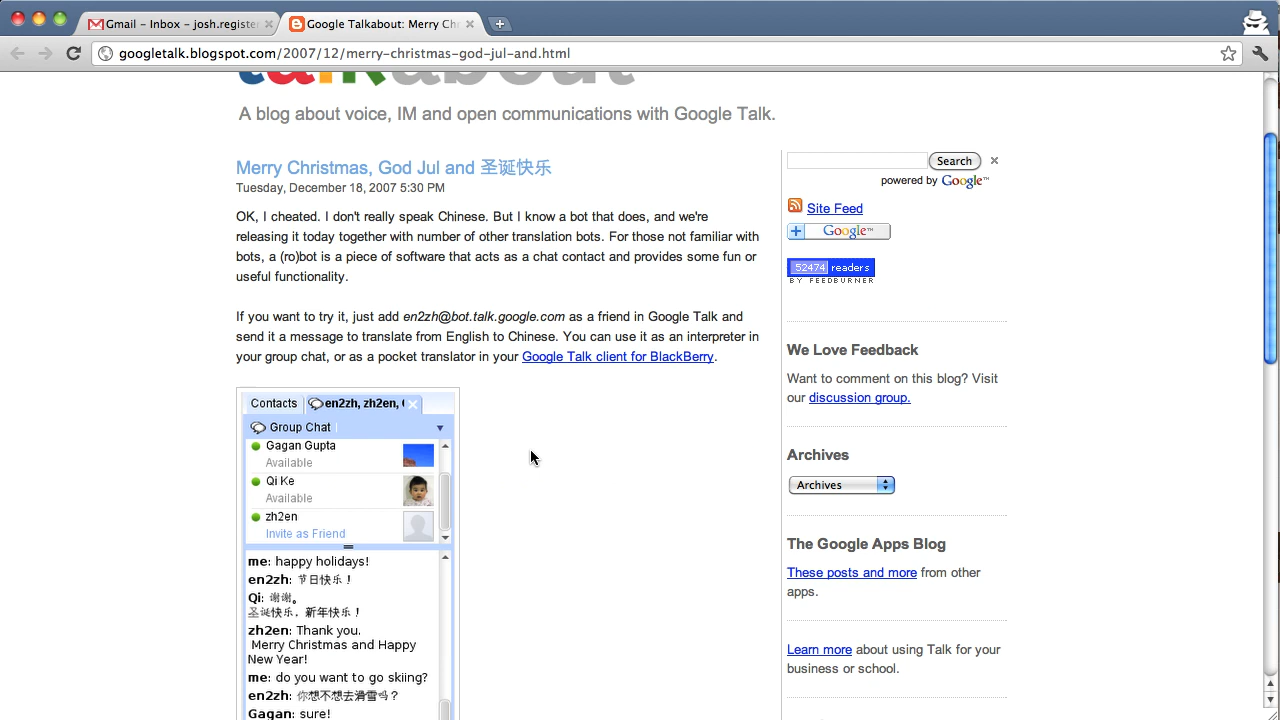 Gmail - Inbox - josh.register
Google Talkabout: Merry Chr
googletalk.blogspot.com/2007/12/merry-christmas-god-jul-and.html
talkabout
A blog about voice, IM and open communications with Google Talk.
Merry Christmas, God Jul and 圣诞快乐
Tuesday, December 18, 2007 5:30 PM
OK, I cheated. I don't really speak Chinese. But I know a bot that does, and we're
releasing it today together with number of other translation bots. For those not familiar with
bots, a (ro)bot is a piece of software that acts as a chat contact and provides some fun or
useful functionality.
If you want to try it, just add en2zh@bot.talk.google.com as a friend in Google Talk and
send it a message to translate from English to Chinese. You can use it as an interpreter in
your group chat, or as a pocket translator in your Google Talk client for BlackBerry.
Contacts
en2zh, zh2en, (
Group Chat
Gagan Gupta
Available
Qi Ke
Available
zh2en
Invite as Friend
me: happy holidays!
en2zh: 节日快乐！
Qi: 谢谢。
圣诞快乐．新年快乐！
zh2en: Thank you.
Merry Christmas and Happy
New Year!
me: do you want to go skiing?
en2zh: 你想不想去滑雪吗？
Gagan: sure!
Search
powered by Google™
Site Feed
Google™
52474 readers
BY FEEDBURNER
We Love Feedback
Want to comment on this blog? Visit
our discussion group.
Archives
Archives
The Google Apps Blog
These posts and more from other
apps.
Learn more about using Talk for your
business or school.